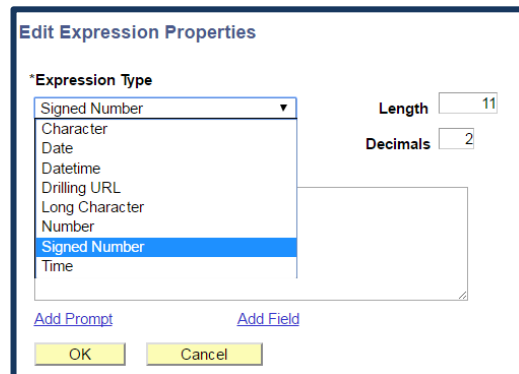 Edit Expression Properties
*Expression Type
Signed Number Length 11
Character
Date Decimals 2
Datetime
Drilling URL
Long Character
Number
Signed Number
Time
Add Prompt Add Field
OK Cancel